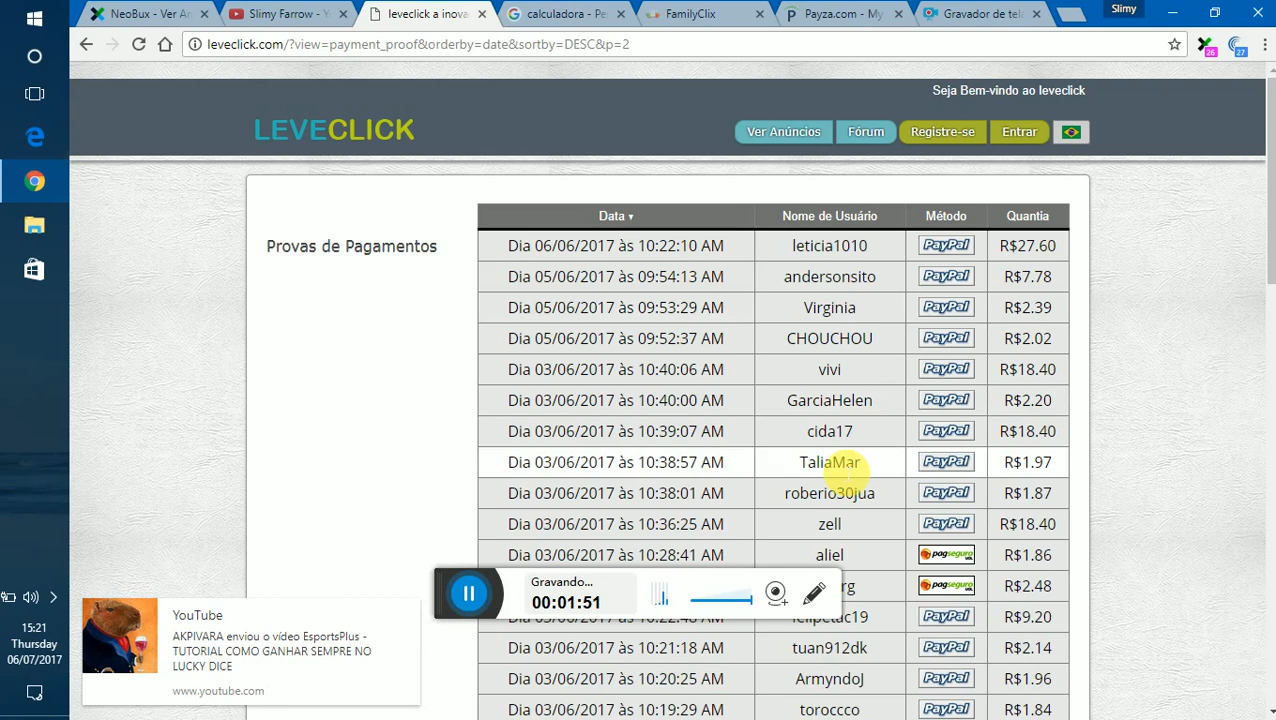 NeoBux - Ver An
Slimy Farrow - Y
leveclick a inova
calculadora - Pe
FamilyClix
Payza.com - My
Gravador de tela
Slimy
leveclick.com/?view=payment_proof&orderby=date&sortby=DESC&p=2
26
27
Seja Bem-vindo ao leveclick
LEVECLICK
Ver Anúncios
Fórum
Registre-se
Entrar
Provas de Pagamentos
Data ▾ Nome de Usuário Método Quantia
Dia 06/06/2017 às 10:22:10 AM leticia1010 PayPal R$27.60
Dia 05/06/2017 às 09:54:13 AM andersonsito PayPal R$7.78
Dia 05/06/2017 às 09:53:29 AM Virginia PayPal R$2.39
Dia 05/06/2017 às 09:52:37 AM CHOUCHOU PayPal R$2.02
Dia 03/06/2017 às 10:40:06 AM vivi PayPal R$18.40
Dia 03/06/2017 às 10:40:00 AM GarciaHelen PayPal R$2.20
Dia 03/06/2017 às 10:39:07 AM cida17 PayPal R$18.40
Dia 03/06/2017 às 10:38:57 AM TaliaMar PayPal R$1.97
Dia 03/06/2017 às 10:38:01 AM roberio30jua PayPal R$1.87
Dia 03/06/2017 às 10:36:25 AM zell PayPal R$18.40
Dia 03/06/2017 às 10:28:41 AM aliel pagseguro UOL R$1.86
pagseguro UOL R$2.48
PayPal R$9.20
Dia 03/06/2017 às 10:21:18 AM tuan912dk PayPal R$2.14
Dia 03/06/2017 às 10:20:25 AM ArmyndoJ PayPal R$1.96
Dia 03/06/2017 às 10:19:29 AM toroccco PayPal R$1.84
Gravando...
00:01:51
YouTube
AKPIVARA enviou o vídeo EsportsPlus -
TUTORIAL COMO GANHAR SEMPRE NO
LUCKY DICE
www.youtube.com
15:21
Thursday
06/07/2017